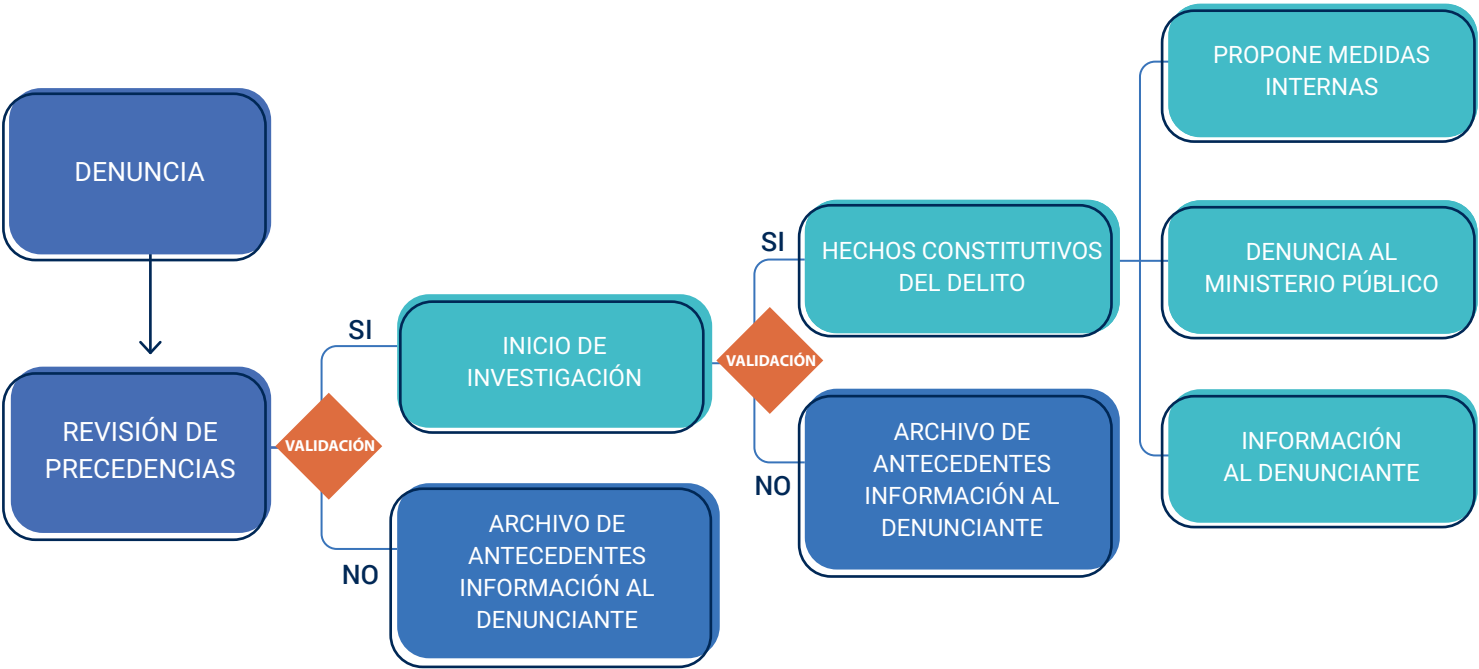 DENUNCIA
REVISIÓN DE
PRECEDENCIAS
VALIDACIÓN
SI
INICIO DE
INVESTIGACIÓN
NO
ARCHIVO DE
ANTECEDENTES
INFORMACIÓN AL
DENUNCIANTE
VALIDACIÓN
SI
HECHOS CONSTITUTIVOS
DEL DELITO
NO
ARCHIVO DE
ANTECEDENTES
INFORMACIÓN AL
DENUNCIANTE
PROPONE MEDIDAS
INTERNAS
DENUNCIA AL
MINISTERIO PÚBLICO
INFORMACIÓN
AL DENUNCIANTE